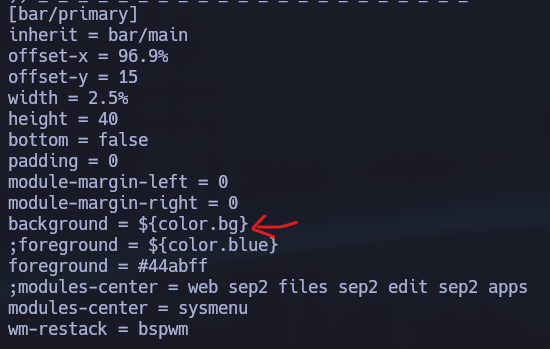 [bar/primary]
inherit = bar/main
offset-x = 96.9%
offset-y = 15
width = 2.5%
height = 40
bottom = false
padding = 0
module-margin-left = 0
module-margin-right = 0
background = ${color.bg}
;foreground = ${color.blue}
foreground = #44abff
;modules-center = web sep2 files sep2 edit sep2 apps
modules-center = sysmenu
wm-restack = bspwm